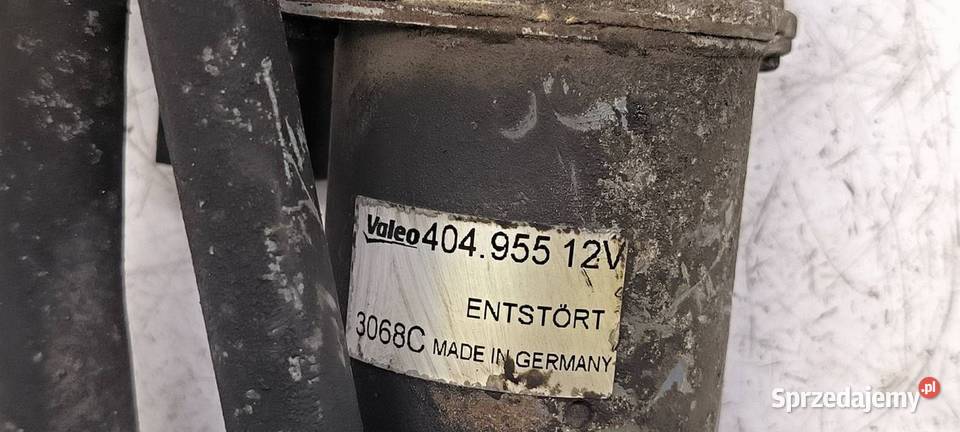 Valeo 404.955 12V
ENTSTÖRT
3068C MADE IN GERMANY
Sprzedajemy.pl